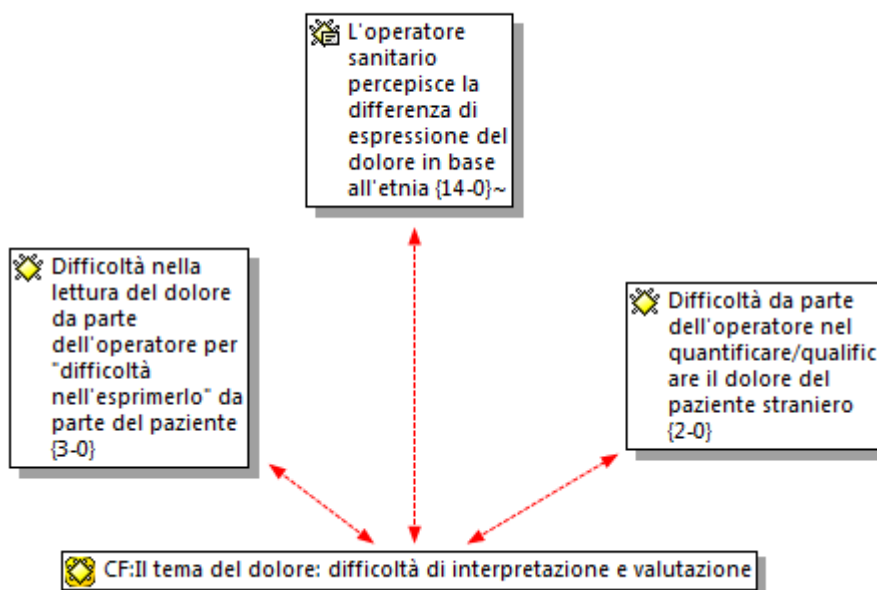 L'operatore
sanitario
percepisce la
differenza di
espressione del
dolore in base
all'etnia {14-0}~
Difficoltà nella
lettura del dolore
da parte
dell'operatore per
"difficoltà
nell'esprimerlo" da
parte del paziente
{3-0}
Difficoltà da parte
dell'operatore nel
quantificare/qualific
are il dolore del
paziente straniero
{2-0}
CF:Il tema del dolore: difficoltà di interpretazione e valutazione